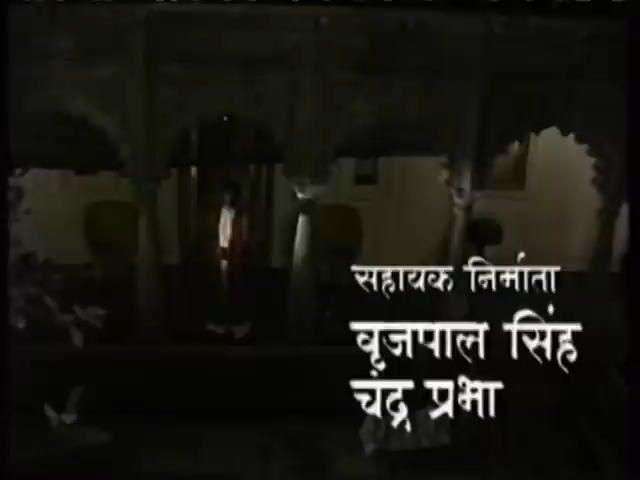 सहायक निर्माता
वृजपाल सिंह
चंद्र प्रभा